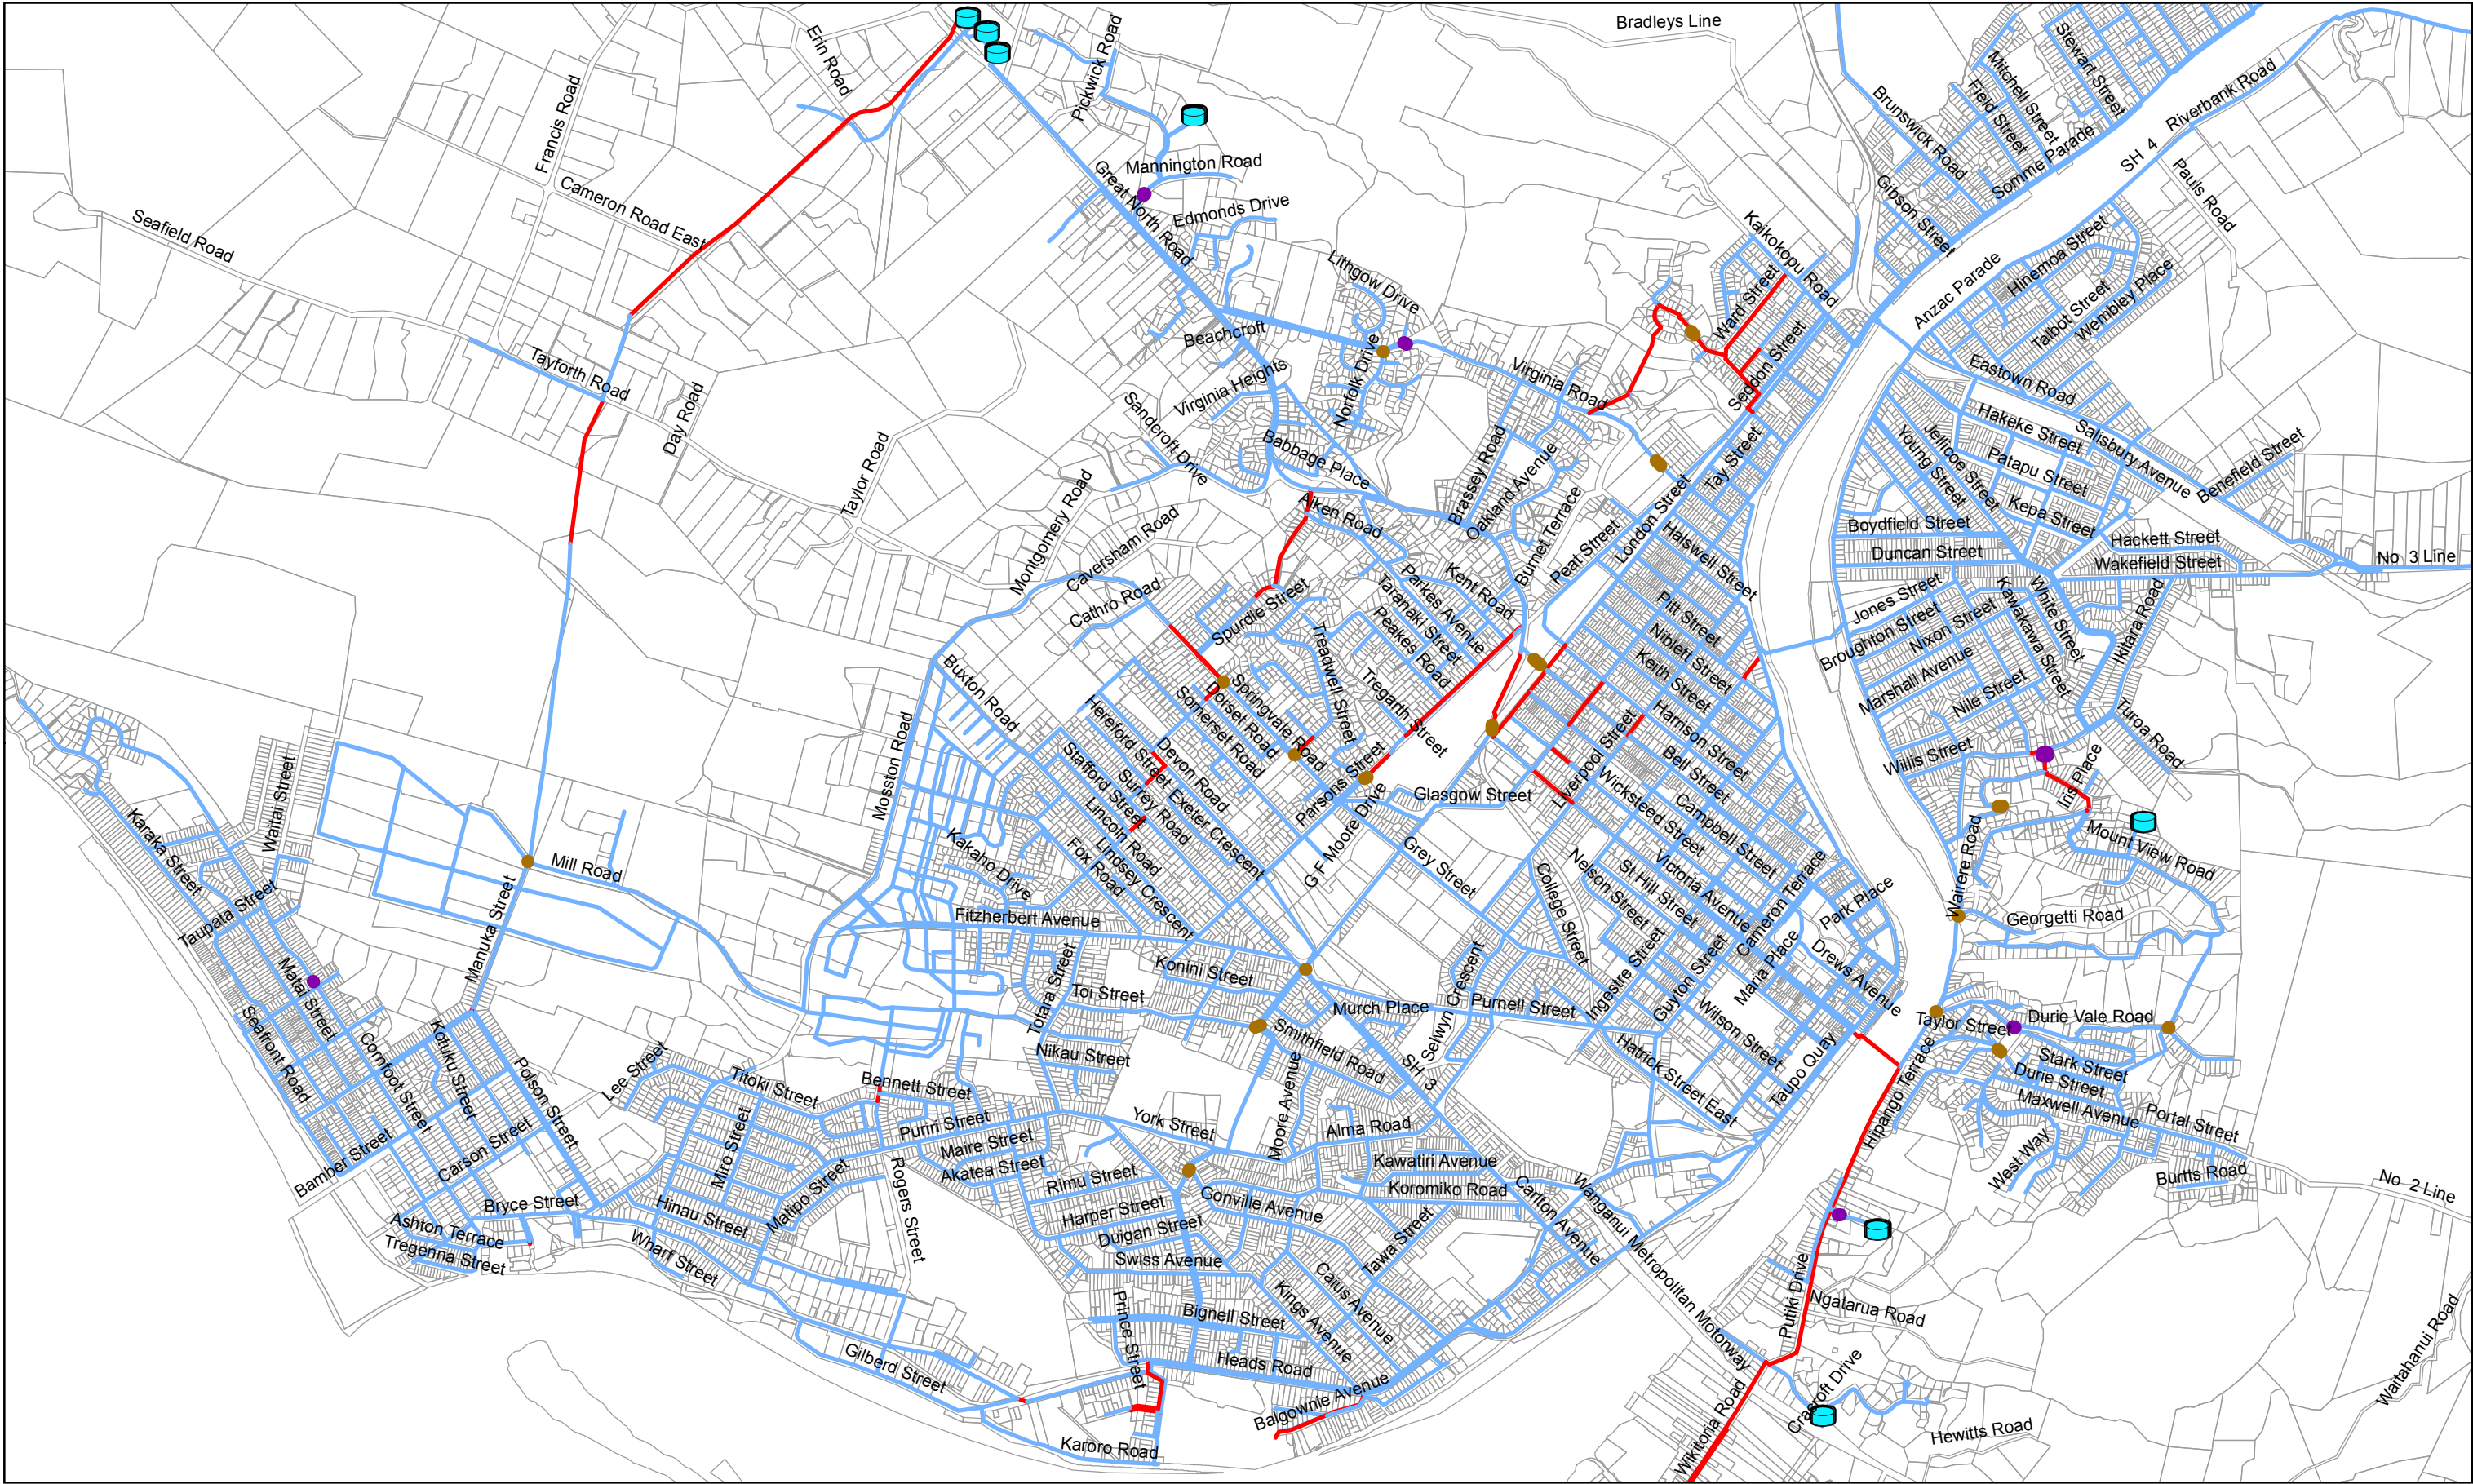 Bradleys Line
Erin Road
Pickwick Road
Stewart Street
Mitchell Street
Field Street
Riverbank Road
Francis Road
Brunswick Road
Somme Parade
SH 4
Mannington Road
Great North Road
Pauls Road
Cameron Road East
Gibson Street
Edmonds Drive
Seafield Road
Kaikokopu Road
Hinemoa Street
Lithgow Drive
Anzac Parade
Ward Street
Talbot Street
Wembley Place
Beachcroft
Tayforth Road
Norfolk Drive
Virginia Road
Seddon Street
Eastown Road
Virginia Heights
Day Road
Sandcroft Drive
Hakeke Street
Salisbury Avenue
Jellicoe Street
Young Street
Babbage Place
Brassey Road
Oakland Avenue
Tay Street
Patapu Street
Benefield Street
Taylor Road
Montgomery Road
Aiken Road
London Street
Kepa Street
Caversham Road
Burnet Terrace
Peat Street
Halswell Street
Boydfield Street
Hackett Street
Duncan Street
Wakefield Street
No 3 Line
Cathro Road
Spurdle Street
Kent Road
Parkes Avenue
Taranaki Street
Peakes Road
Pitt Street
Jones Street
Broughton Street
Nixon Street
Kawakawa Street
White Street
Ikitara Road
Treadwell Street
Niblett Street
Keith Street
Marshall Avenue
Buxton Road
Springvale Road
Dorset Road
Somerset Road
Tregarth Street
Nile Street
Harrison Street
Mosston Road
Hereford Street
Devon Road
Stafford Street
Surrey Road
Exeter Crescent
Parsons Street
Liverpool Street
Bell Street
Willis Street
Turoa Road
Iris Place
Waitai Street
Lincoln Road
Glasgow Street
Wicksteed Street
Campbell Street
Karaka Street
Kakaho Drive
Fox Road
Lindsey Crescent
G F Moore Drive
Grey Street
Mount View Road
Mill Road
College Street
Nelson Street
St Hill Street
Victoria Avenue
Cameron Terrace
Park Place
Wairere Road
Georgetti Road
Taupata Street
Manuka Street
Fitzherbert Avenue
Totara Street
Konini Street
Toi Street
Selwyn Crescent
Ingestre Street
Guyton Street
Maria Place
Drews Avenue
Matai Street
Murch Place
Purnell Street
Wilson Street
Taylor Street
Durie Vale Road
Seafront Road
Cornfoot Street
Kotuku Street
Polson Street
Smithfield Road
Nikau Street
SH 3
Hatrick Street East
Taupo Quay
Hipango Terrace
Stark Street
Durie Street
Lee Street
Titoki Street
Bennett Street
Moore Avenue
Maxwell Avenue
Portal Street
Miro Street
Puriri Street
York Street
Alma Road
Bamber Street
Carson Street
Maire Street
Akatea Street
Rogers Street
Kawatiri Avenue
West Way
Burtts Road
No 2 Line
Rimu Street
Koromiko Road
Carlton Avenue
Bryce Street
Hinau Street
Matipo Street
Harper Street
Gonville Avenue
Wanganui Metropolitan Motorway
Ashton Terrace
Tregenna Street
Wharf Street
Duigan Street
Swiss Avenue
Tawa Street
Putiki Drive
Ngatarua Road
Prince Street
Bignell Street
Kings Avenue
Caius Avenue
Waitahanui Road
Gilberd Street
Heads Road
Balgownie Avenue
Wikitoria Road
Cracroft Drive
Hewitts Road
Karoro Road